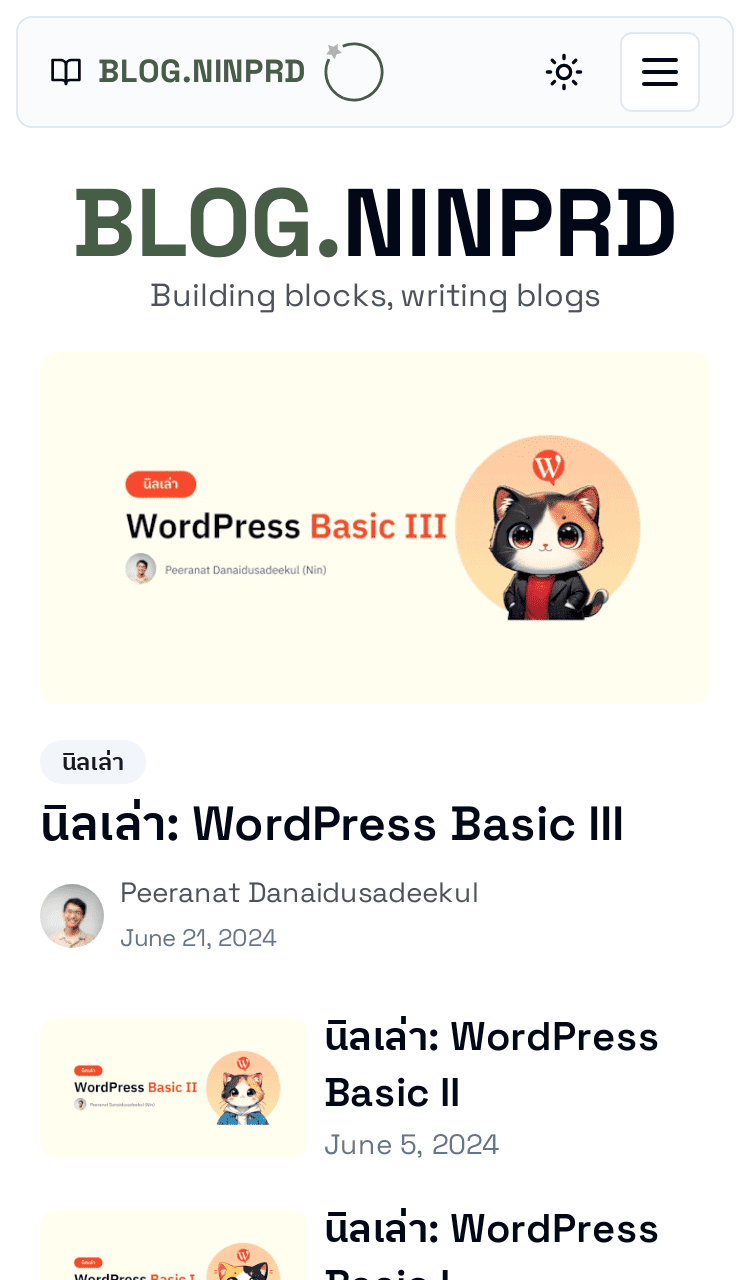 BLOG.NINPRD
BLOG.NINPRD
Building blocks, writing blogs
นิลเล่า
WordPress Basic III
Peeranat Danaidusadeekul (Nin)
นิลเล่า
นิลเล่า: WordPress Basic III
Peeranat Danaidusadeekul
June 21, 2024
นิลเล่า
WordPress Basic II
Peeranat Danaidusadeekul (Nin)
นิลเล่า: WordPress
Basic II
June 5, 2024
นิลเล่า
WordPress Basic I
นิลเล่า: WordPress
Basic I